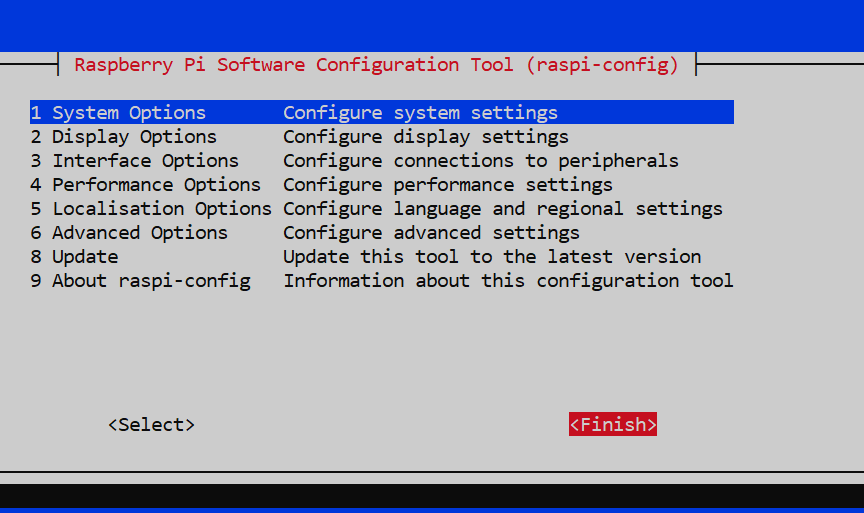 Raspberry Pi Software Configuration Tool (raspi-config)
1 System Options Configure system settings
2 Display Options Configure display settings
3 Interface Options Configure connections to peripherals
4 Performance Options Configure performance settings
5 Localisation Options Configure language and regional settings
6 Advanced Options Configure advanced settings
8 Update Update this tool to the latest version
9 About raspi-config Information about this configuration tool
<Select> <Finish>